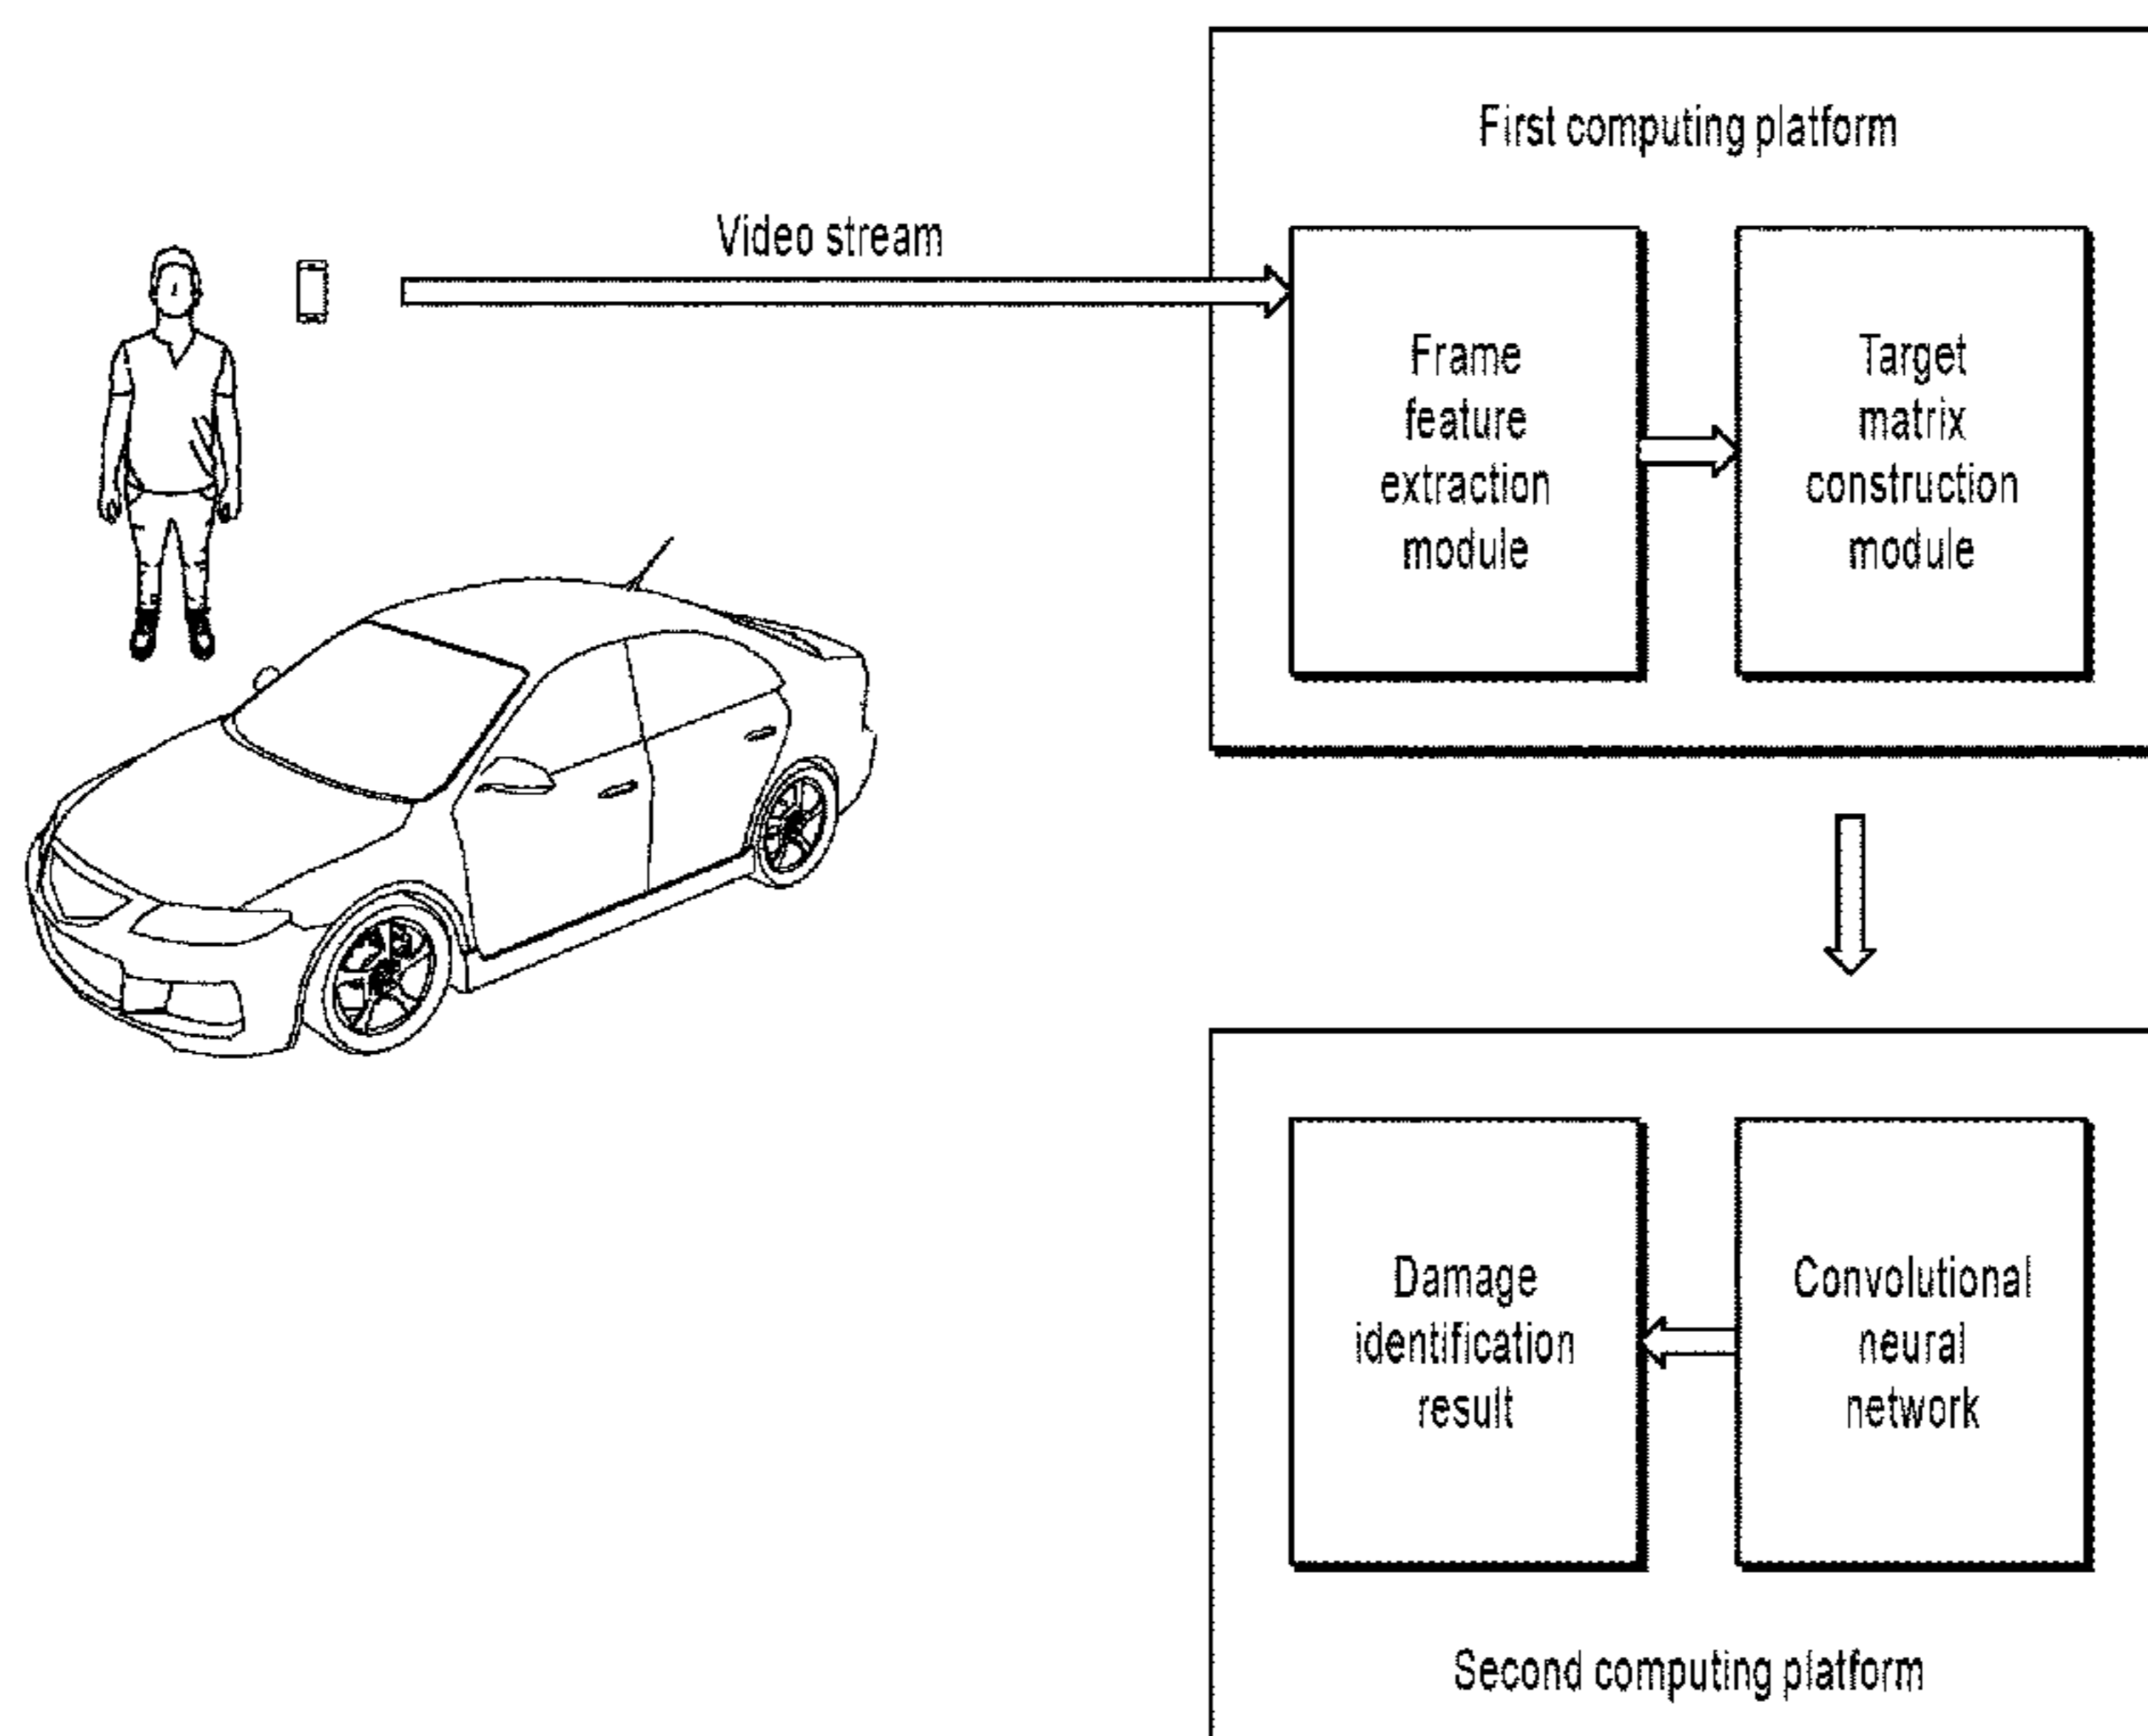 First computing platform
Video stream
Frame
feature
extraction
module
Target
matrix
construction
module
Damage
identification
result
Convolutional
neural
network
Second computing platform